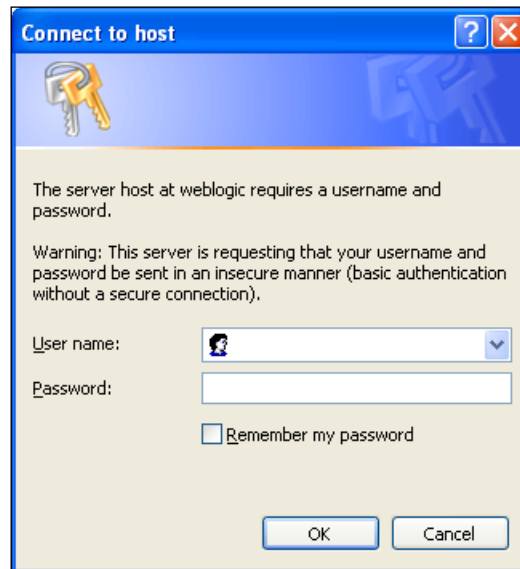 Connect to host
The server host at weblogic requires a username and
password.
Warning: This server is requesting that your username and
password be sent in an insecure manner (basic authentication
without a secure connection).
User name:
Password:
Remember my password
OK Cancel